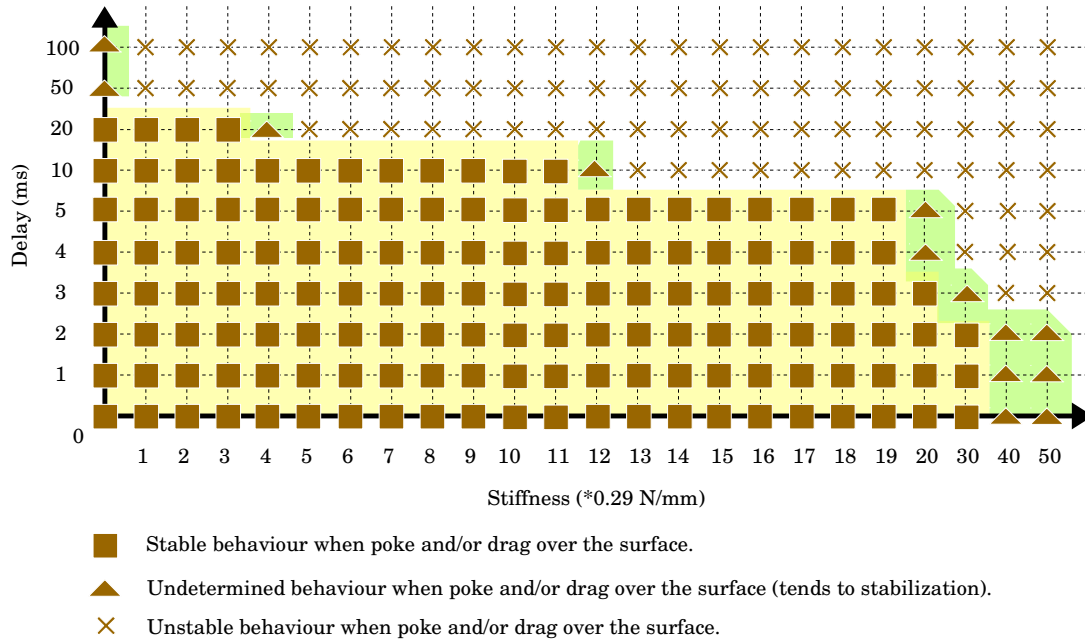 100
50
20
10
5
4
3
2
1
0
Delay (ms)
1 2 3 4 5 6 7 8 9 10 11 12 13 14 15 16 17 18 19 20 30 40 50
Stiffness (*0.29 N/mm)
Stable behaviour when poke and/or drag over the surface.
Undetermined behaviour when poke and/or drag over the surface (tends to stabilization).
Unstable behaviour when poke and/or drag over the surface.